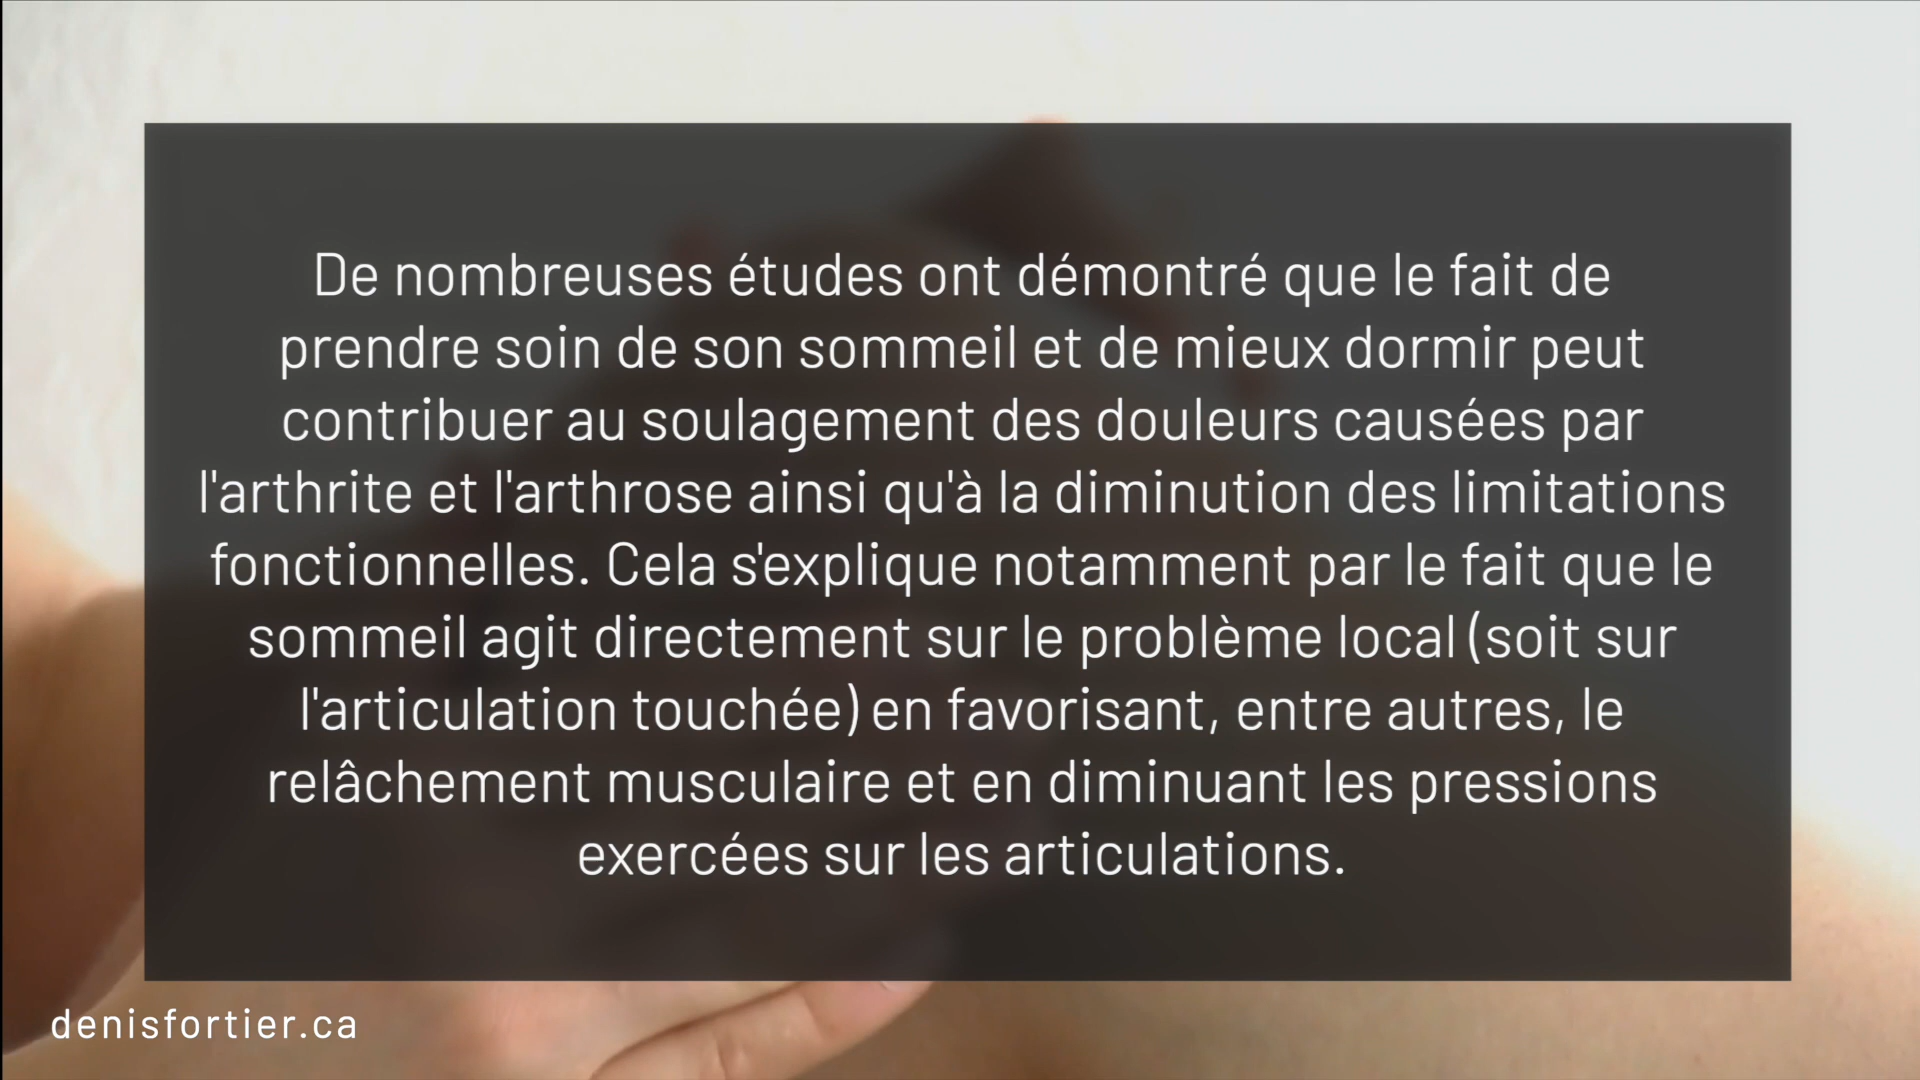 De nombreuses études ont démontré que le fait de
prendre soin de son sommeil et de mieux dormir peut
contribuer au soulagement des douleurs causées par
l'arthrite et l'arthrose ainsi qu'à la diminution des limitations
fonctionnelles. Cela s'explique notamment par le fait que le
sommeil agit directement sur le problème local (soit sur
l'articulation touchée) en favorisant, entre autres, le
relâchement musculaire et en diminuant les pressions
exercées sur les articulations.
denisfortier.ca